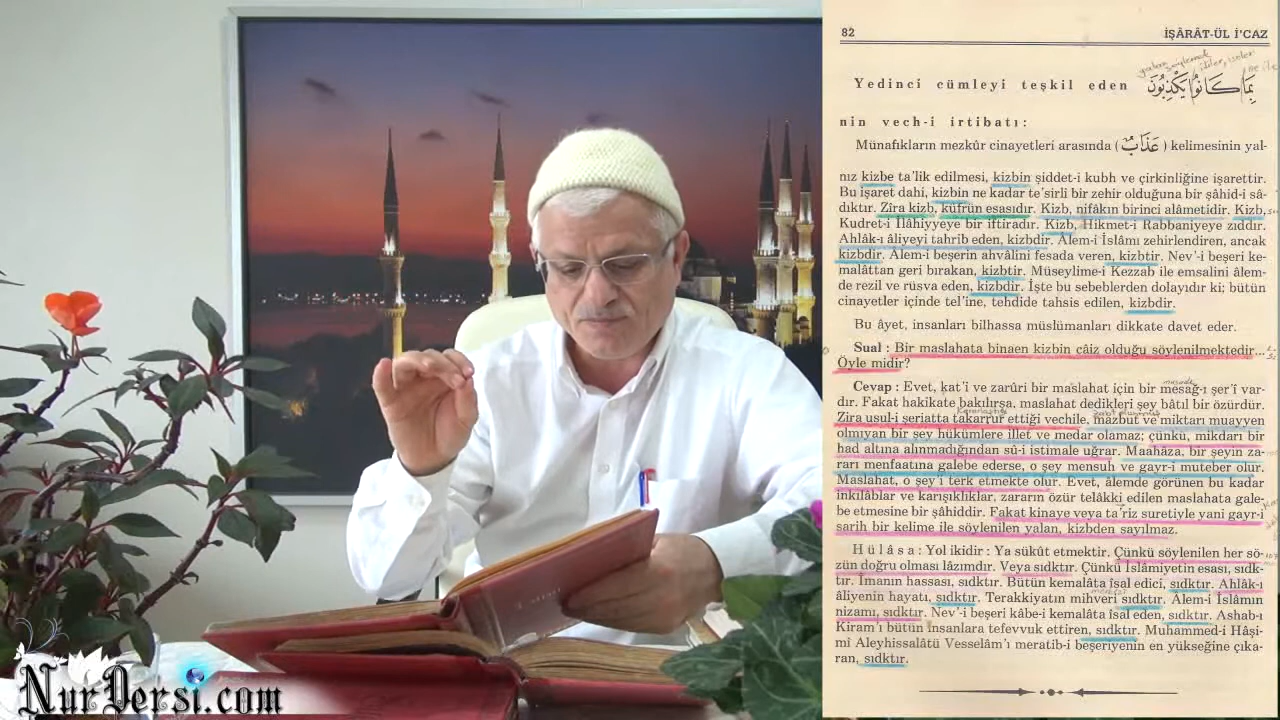 82 İŞÂRÂT-ÜL İ'CAZ
Yedinci cümleyi teşkil eden بِمَا كَانُوا يَكْذِبُونَ
nin vech-i irtibatı:
Münafıkların mezkûr cinayetleri arasında (عَذَابٌ) kelimesinin yal-
nız kizbe ta'lik edilmesi, kizbin şiddet-i kubh ve çirkinliğine işarettir.
Bu işaret dahi, kizbin ne kadar te'sirli bir zehir olduğuna bir şâhid-i sâ-
dıktır. Zira kizb, küfrün esasıdır. Kizb, nifâkın birinci alâmetidir. Kizb,
Kudret-i İlâhiyyeye bir iftiradır. Kizb, Hikmet-i Rabbaniyeye zıddır.
Ahlâk-ı âliyeyi tahrib eden, kizbdir. Âlem-i İslâmı zehirlendiren, ancak
kizbdir. Âlem-i beşerin ahvâlini fesada veren, kizbtir. Nev'-i beşeri ke-
malâttan geri bırakan, kizbtir. Müseylime-i Kezzab ile emsalini âlem-
de rezil ve rüsva eden, kizbdir. İşte bu sebeblerden dolayıdır ki; bütün
cinayetler içinde tel'ine, tehdide tahsis edilen, kizbdir.
Bu âyet, insanları bilhassa müslümanları dikkate davet eder.
Sual : Bir maslahata binaen kizbin câiz olduğu söylenilmektedir...
Öyle midir?
Cevap : Evet, kat'î ve zarûri bir maslahat için bir mesağ-ı şer'î var-
dır. Fakat hakikate bakılırsa, maslahat dedikleri şey bâtıl bir özürdür.
Zira usul-i şeriatta takarrur ettiği vechile, mazbut ve miktarı muayyen
olmıyan bir şey hükümlere illet ve medar olamaz; çünkü, mikdarı bir
had altına alınmadığından sû-i istimale uğrar. Maahâza, bir şeyin za-
rarı menfaatına galebe ederse, o şey mensuh ve gayr-i muteber olur.
Maslahat, o şey'i terk etmekte olur. Evet, âlemde görünen bu kadar
inkılâblar ve karışıklıklar, zararın özür telâkki edilen maslahata gale-
be etmesine bir şâhiddir. Fakat kinaye veya ta'riz suretiyle yani gayr-i
sarih bir kelime ile söylenilen yalan, kizbden sayılmaz.
Hülâsa : Yol ikidir : Ya sükût etmektir. Çünkü söylenilen her sö-
zün doğru olması lâzımdır. Veya sıdktır. Çünkü İslâmiyetin esası, sıdk-
tır. İmanın hassası, sıdktır. Bütün kemalâta îsal edici, sıdktır. Ahlâk-ı
âliyenin hayatı, sıdktır. Terakkiyatın mihveri sıdktır. Âlem-i İslâmın
nizamı, sıdktır. Nev'-i beşeri kâbe-i kemalâta îsal eden, sıdktır. Ashab-ı
Kiram'ı bütün insanlara tefevvuk ettiren, sıdktır. Muhammed-i Hâşi-
mî Aleyhissalâtü Vesselâm'ı meratib-i beşeriyenin en yükseğine çıka-
ran, sıdktır.
NurDersi.com